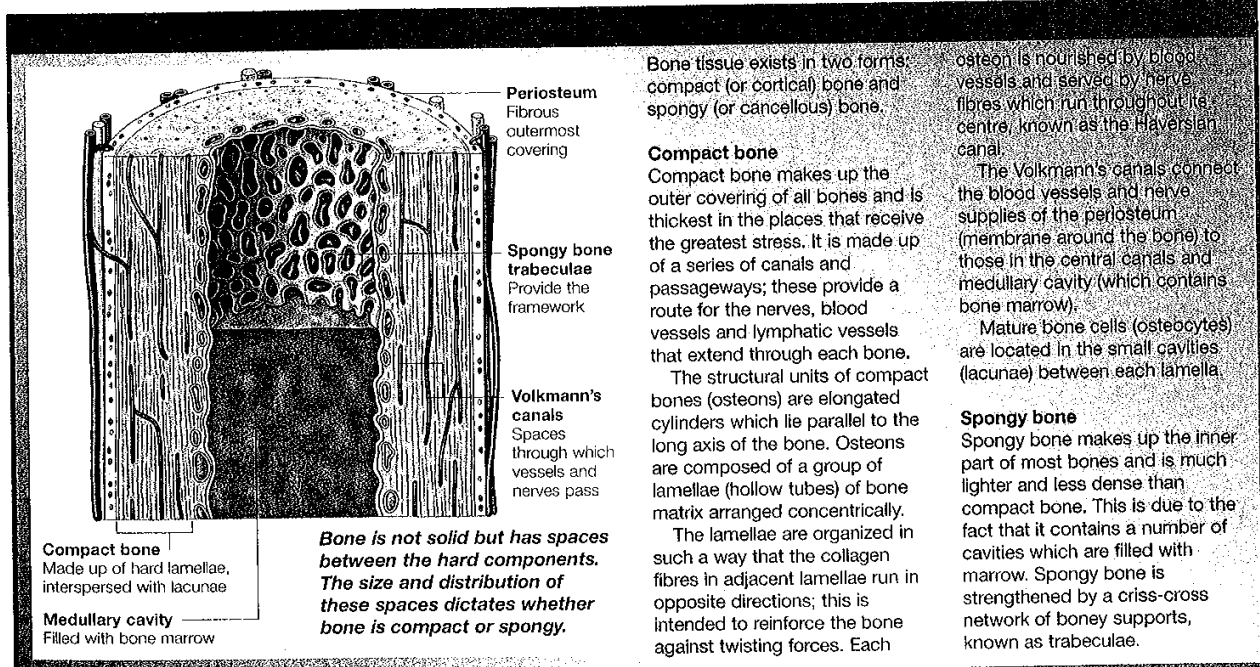 Periosteum
Fibrous
outermost
covering
Spongy bone
trabeculae
Provide the
framework
Volkmann's
canals
Spaces
through which
vessels and
nerves pass
Compact bone
Made up of hard lamellae,
interspersed with lacunae
Medullary cavity
Filled with bone marrow
Bone is not solid but has spaces
between the hard components.
The size and distribution of
these spaces dictates whether
bone is compact or spongy.
Bone tissue exists in two forms:
compact (or cortical) bone and
spongy (or cancellous) bone.
Compact bone
Compact bone makes up the
outer covering of all bones and is
thickest in the places that receive
the greatest stress. It is made up
of a series of canals and
passageways; these provide a
route for the nerves, blood
vessels and lymphatic vessels
that extend through each bone.
The structural units of compact
bones (osteons) are elongated
cylinders which lie parallel to the
long axis of the bone. Osteons
are composed of a group of
lamellae (hollow tubes) of bone
matrix arranged concentrically.
The lamellae are organized in
such a way that the collagen
fibres in adjacent lamellae run in
opposite directions; this is
intended to reinforce the bone
against twisting forces. Each
osteon is nourished by blood
vessels and served by nerve
fibres which run throughout its
centre, known as the Haversian
canal.
The Volkmann's canals connect
the blood vessels and nerve
supplies of the periosteum
(membrane around the bone) to
those in the central canals and
medullary cavity (which contains
bone marrow).
Mature bone cells (osteocytes)
are located in the small cavities
(lacunae) between each lamella.
Spongy bone
Spongy bone makes up the inner
part of most bones and is much
lighter and less dense than
compact bone. This is due to the
fact that it contains a number of
cavities which are filled with
marrow. Spongy bone is
strengthened by a criss-cross
network of boney supports,
known as trabeculae.